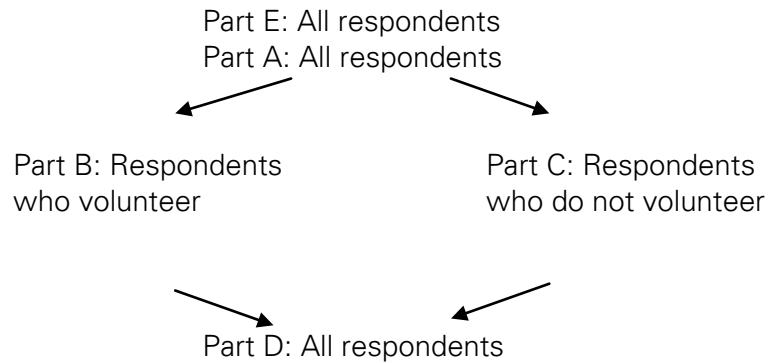 Part E: All respondents
Part A: All respondents
Part B: Respondents
who volunteer
Part C: Respondents
who do not volunteer
Part D: All respondents